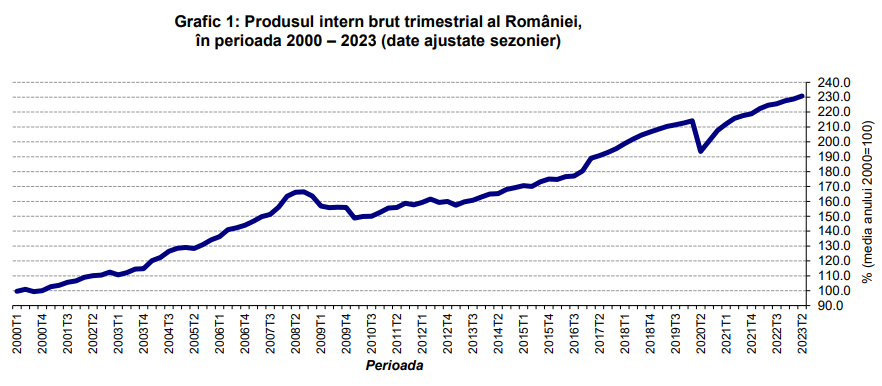 Grafic 1: Produsul intern brut trimestrial al României,
în perioada 2000 – 2023 (date ajustate sezonier)
240.0
230.0
220.0
210.0
200.0
190.0
180.0
170.0
160.0
150.0
140.0
130.0
120.0
110.0
100.0
90.0
% (media anului 2000=100)
2000T1
2000T4
2001T3
2002T2
2003T1
2003T4
2004T3
2005T2
2006T1
2006T4
2007T3
2008T2
2009T1
2009T4
2010T3
2011T2
2012T1
2012T4
2013T3
2014T2
2015T1
2015T4
2016T3
2017T2
2018T1
2018T4
2019T3
2020T2
2021T1
2021T4
2022T3
2023T2
Perioada